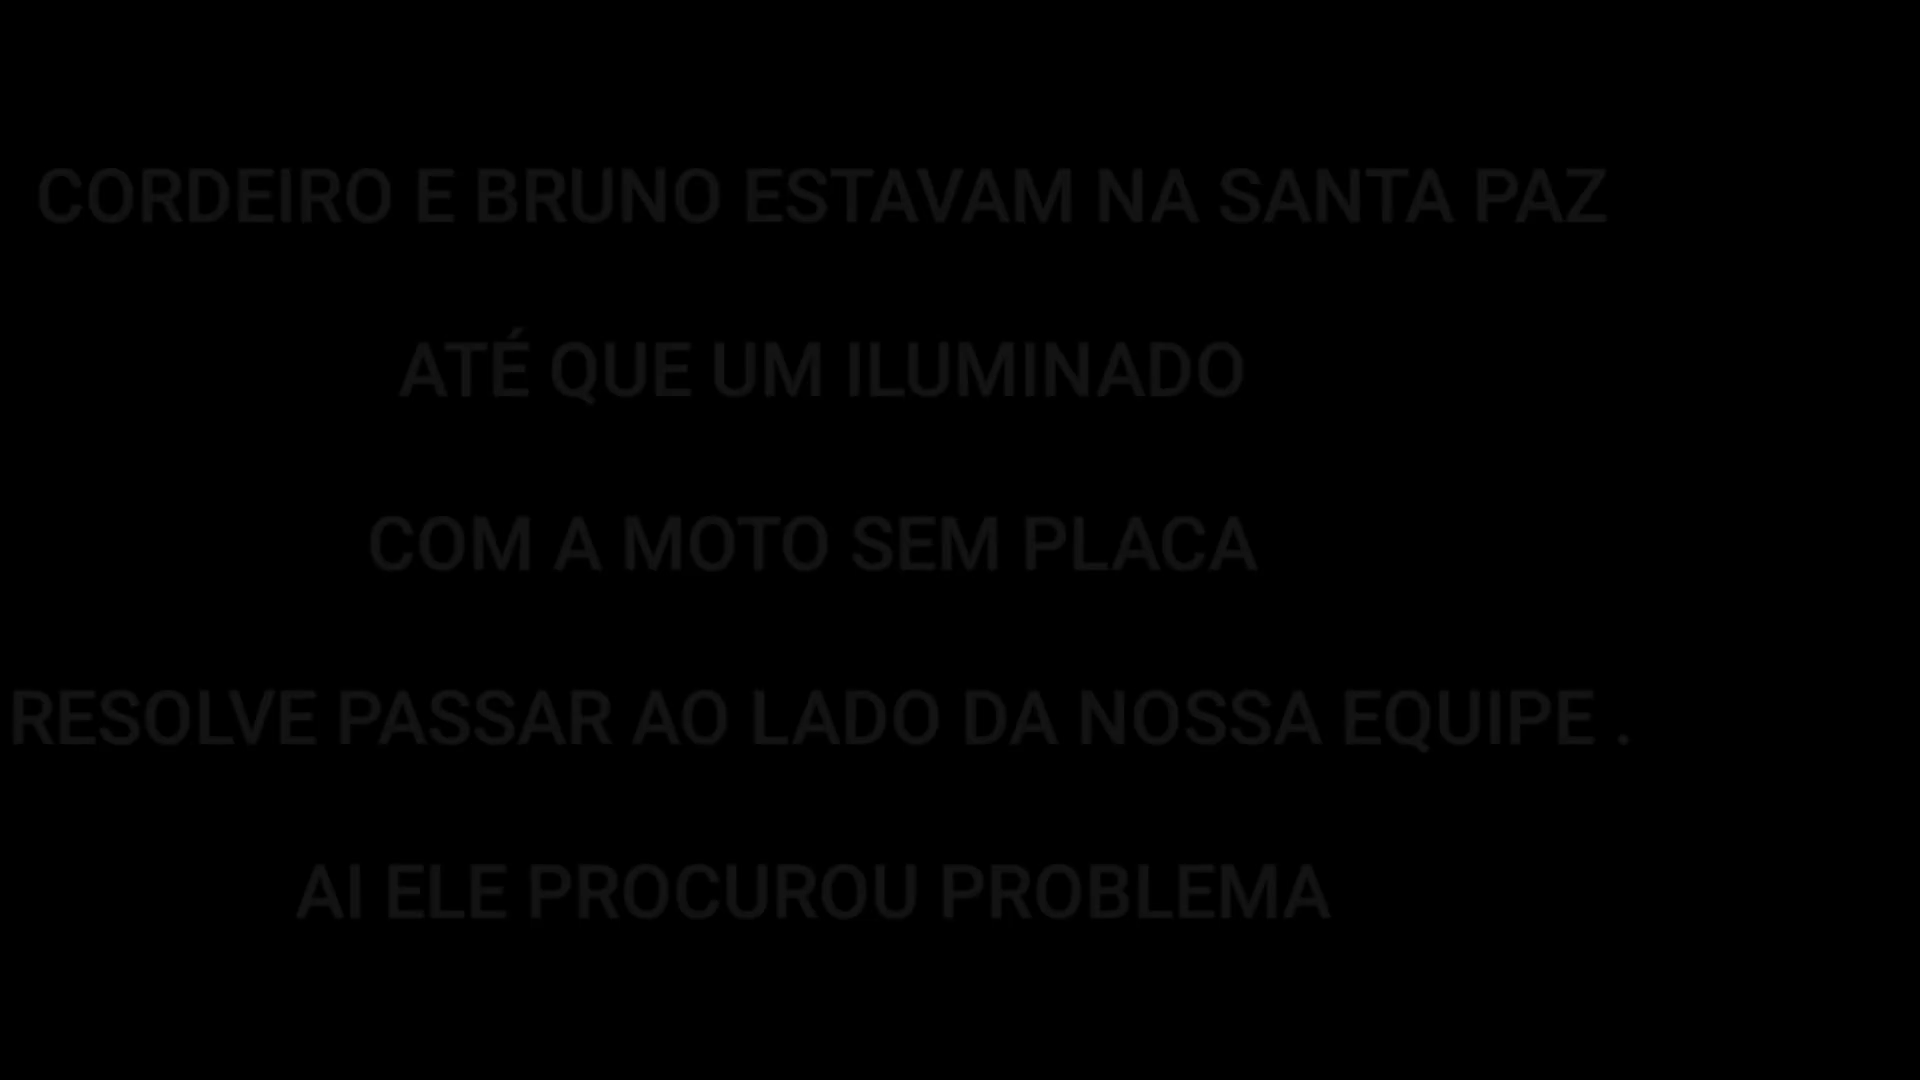 CORDEIRO E BRUNO ESTAVAM NA SANTA PAZ
ATÉ QUE UM ILUMINADO
COM A MOTO SEM PLACA
RESOLVE PASSAR AO LADO DA NOSSA EQUIPE .
AI ELE PROCUROU PROBLEMA